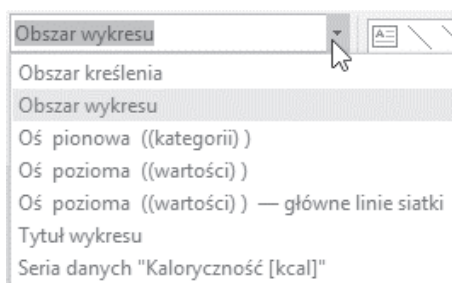 Obszar wykresu
Obszar kreślenia
Obszar wykresu
Oś pionowa ((kategorii) )
Oś pozioma ((wartości) )
Oś pozioma ((wartości) ) — główne linie siatki
Tytuł wykresu
Seria danych "Kaloryczność [kcal]"